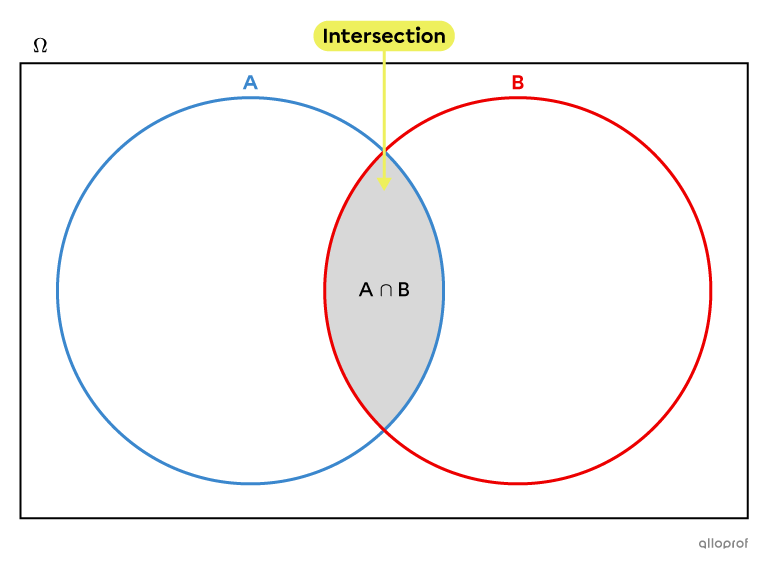 Intersection
Ω
A
B
A ∩ B
alloprof